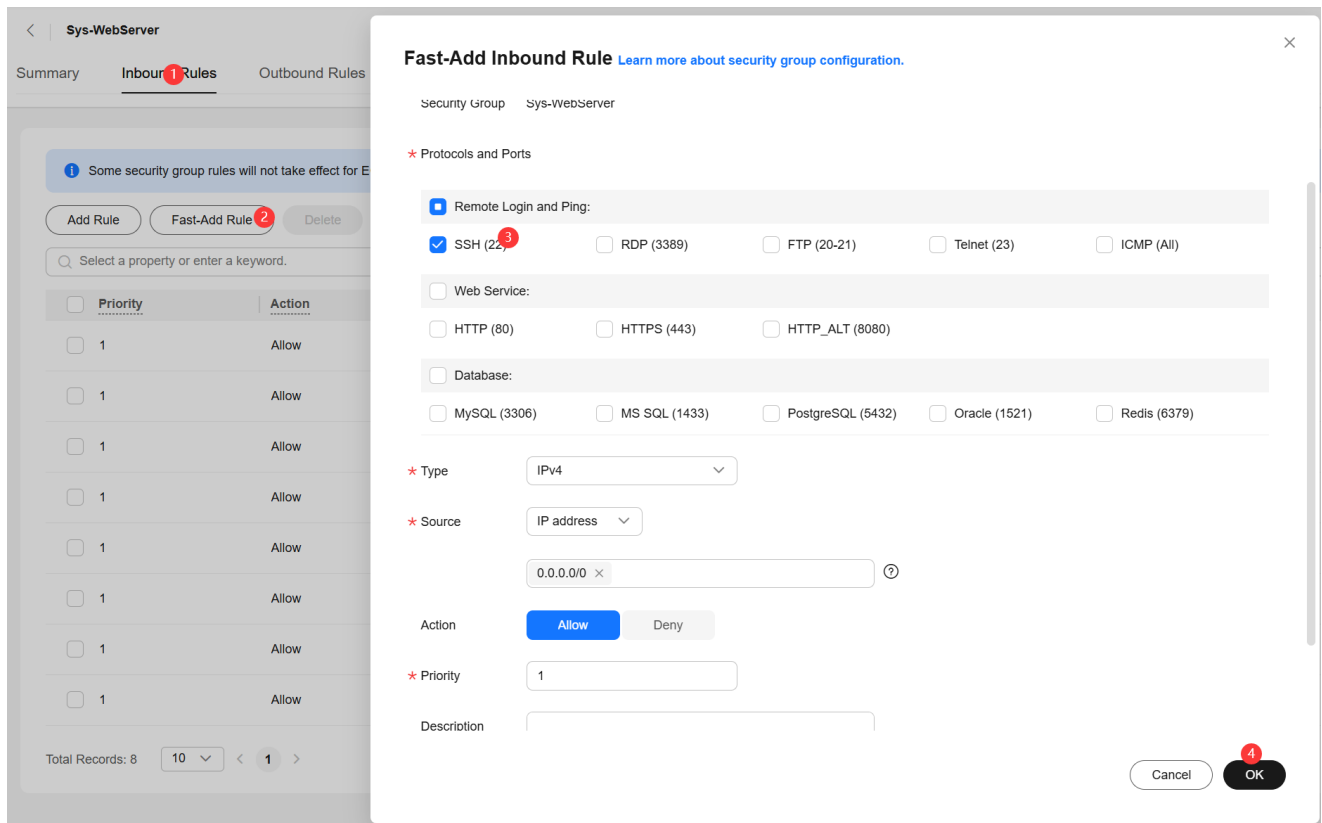 Sys-WebServer
Summary Inbound Rules 1 Outbound Rules
Some security group rules will not take effect for E
Add Rule Fast-Add Rule 2 Delete
Select a property or enter a keyword.
Priority Action
1 Allow
1 Allow
1 Allow
1 Allow
1 Allow
1 Allow
1 Allow
1 Allow
Total Records: 8 10 1
Fast-Add Inbound Rule Learn more about security group configuration.
Security Group Sys-WebServer
* Protocols and Ports
Remote Login and Ping:
SSH (22) 3 RDP (3389) FTP (20-21) Telnet (23) ICMP (All)
Web Service:
HTTP (80) HTTPS (443) HTTP_ALT (8080)
Database:
MySQL (3306) MS SQL (1433) PostgreSQL (5432) Oracle (1521) Redis (6379)
* Type IPv4
* Source IP address
0.0.0.0/0
Action Allow Deny
* Priority 1
Description
4
Cancel OK